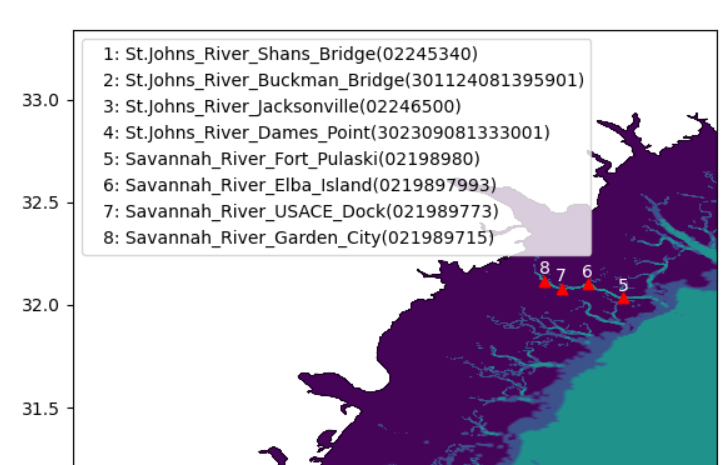 1: St.Johns_River_Shans_Bridge(02245340)
2: St.Johns_River_Buckman_Bridge(301124081395901)
3: St.Johns_River_Jacksonville(02246500)
4: St.Johns_River_Dames_Point(302309081333001)
5: Savannah_River_Fort_Pulaski(02198980)
6: Savannah_River_Elba_Island(0219897993)
7: Savannah_River_USACE_Dock(021989773)
8: Savannah_River_Garden_City(021989715)
33.0
32.5
32.0
31.5
8 7 6 5